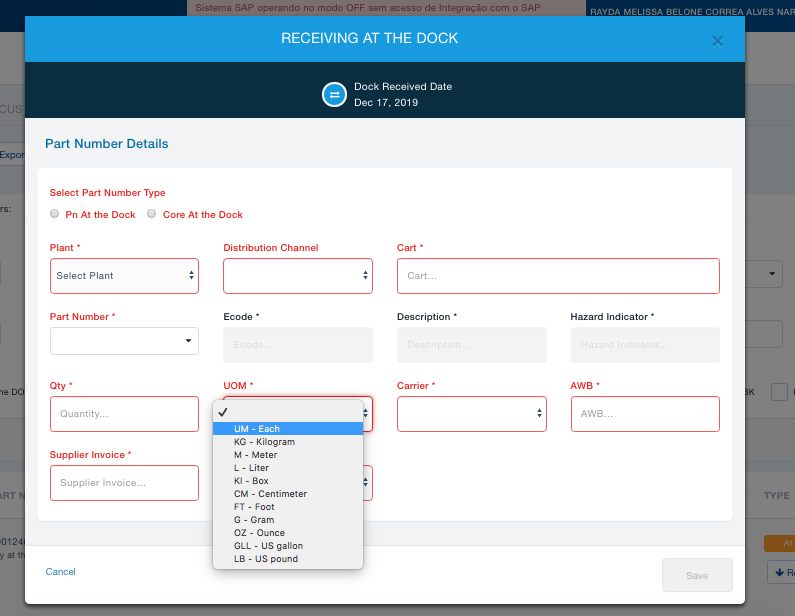 Sistema SAP operando no modo OFF sem acesso de Integração com o SAP
RAYDA MELISSA BELONE CORREA ALVES NAR
RECEIVING AT THE DOCK
Dock Received Date
Dec 17, 2019
CUST
Expor
rs:
Part Number Details
Select Part Number Type
Pn At the Dock Core At the Dock
Plant * Distribution Channel Cart *
Select Plant Cart...
Part Number * Ecode * Description * Hazard Indicator *
Ecode... Description... Hazard Indicator...
he DO
BK
Qty * UOM * Carrier * AWB *
Quantity... AWB...
UM - Each
KG - Kilogram
M - Meter
L - Liter
KI - Box
CM - Centimeter
FT - Foot
G - Gram
OZ - Ounce
GLL - US gallon
LB - US pound
Supplier Invoice *
Supplier Invoice...
ART N
TYPE
00124
At
y at th
Re
Cancel Save